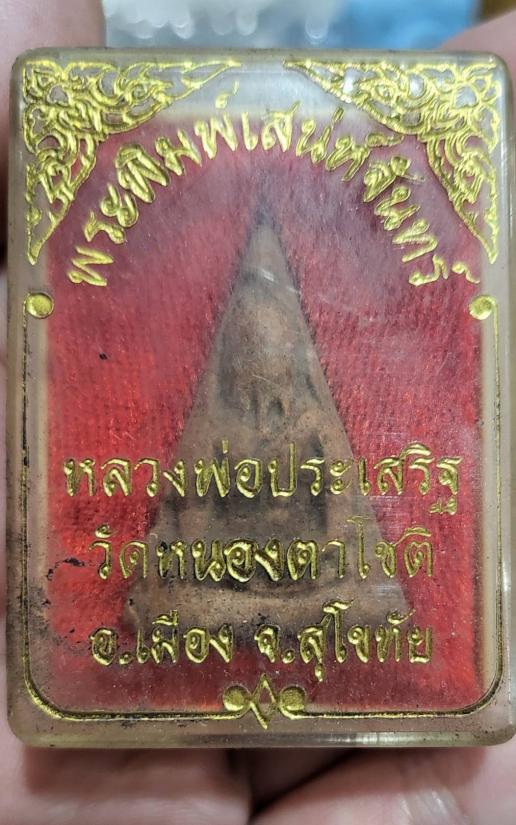 พระพิมพ์เสน่ห์จันทร์
หลวงพ่อประเสริฐ
วัดหนองตาโชติ
อ.เมือง จ.สุโขทัย